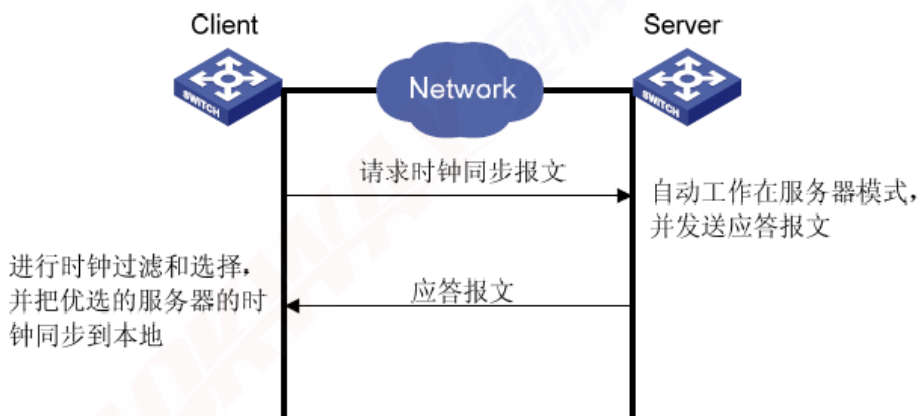 Client
Server
Network
SWITCH
SWITCH
请求时钟同步报文
自动工作在服务器模式，
并发送应答报文
进行时钟过滤和选择，
并把优选的服务器的时
钟同步到本地
应答报文